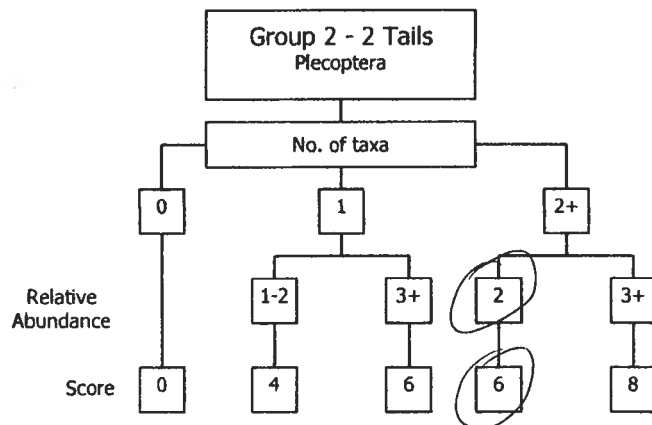 Group 2 - 2 Tails
Plecoptera
No. of taxa
0 1 2+
Relative Abundance 1-2 3+ 2 3+
Score 0 4 6 6 8